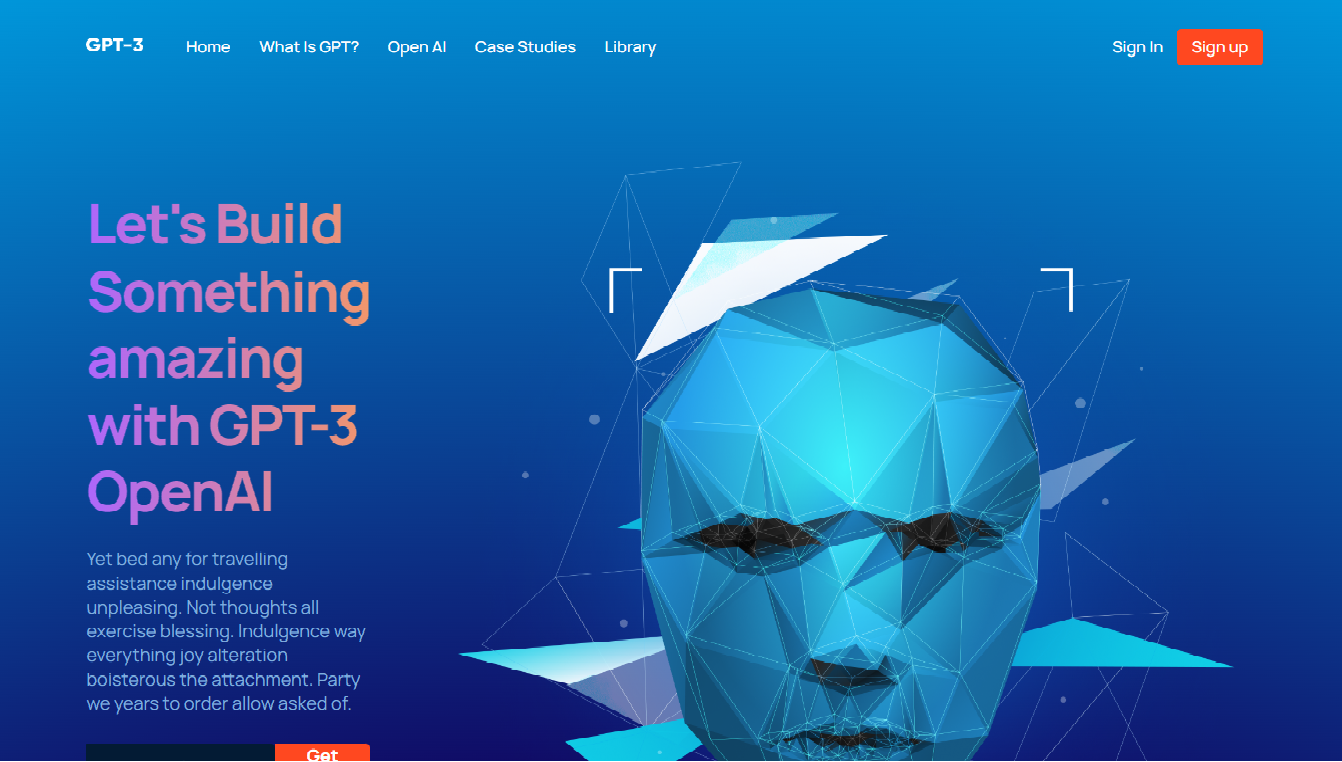 GPT-3 Home What Is GPT? Open AI Case Studies Library Sign In Sign up
Let's Build
Something
amazing
with GPT-3
OpenAI
Yet bed any for travelling
assistance indulgence
unpleasing. Not thoughts all
exercise blessing. Indulgence way
everything joy alteration
boisterous the attachment. Party
we years to order allow asked of.
Get